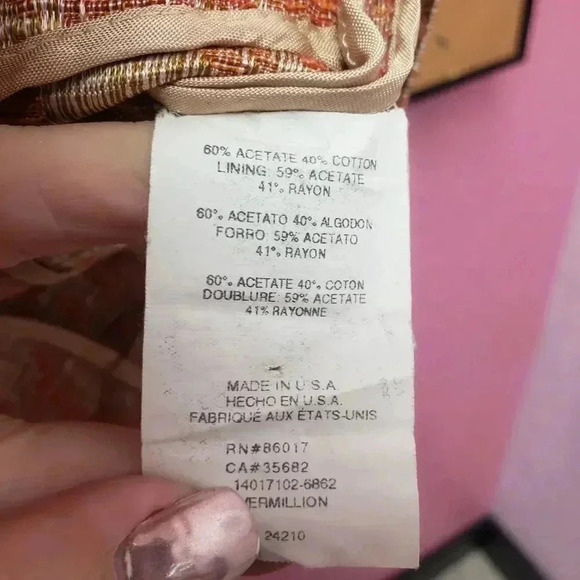 60% ACETATE 40% COTTON
LINING: 59% ACETATE
41% RAYON
60% ACETATO 40% ALGODON
FORRO 59% ACETATO
41% RAYON
60% ACETATE 40% COTON
DOUBLURE: 59% ACETATE
41% RAYONNE
MADE IN U.S.A.
HECHO EN U.S.A.
FABRIQUÉ AUX ÉTATS-UNIS
RN#86017
CA#35682
14017102-6862
VERMILLION
24210